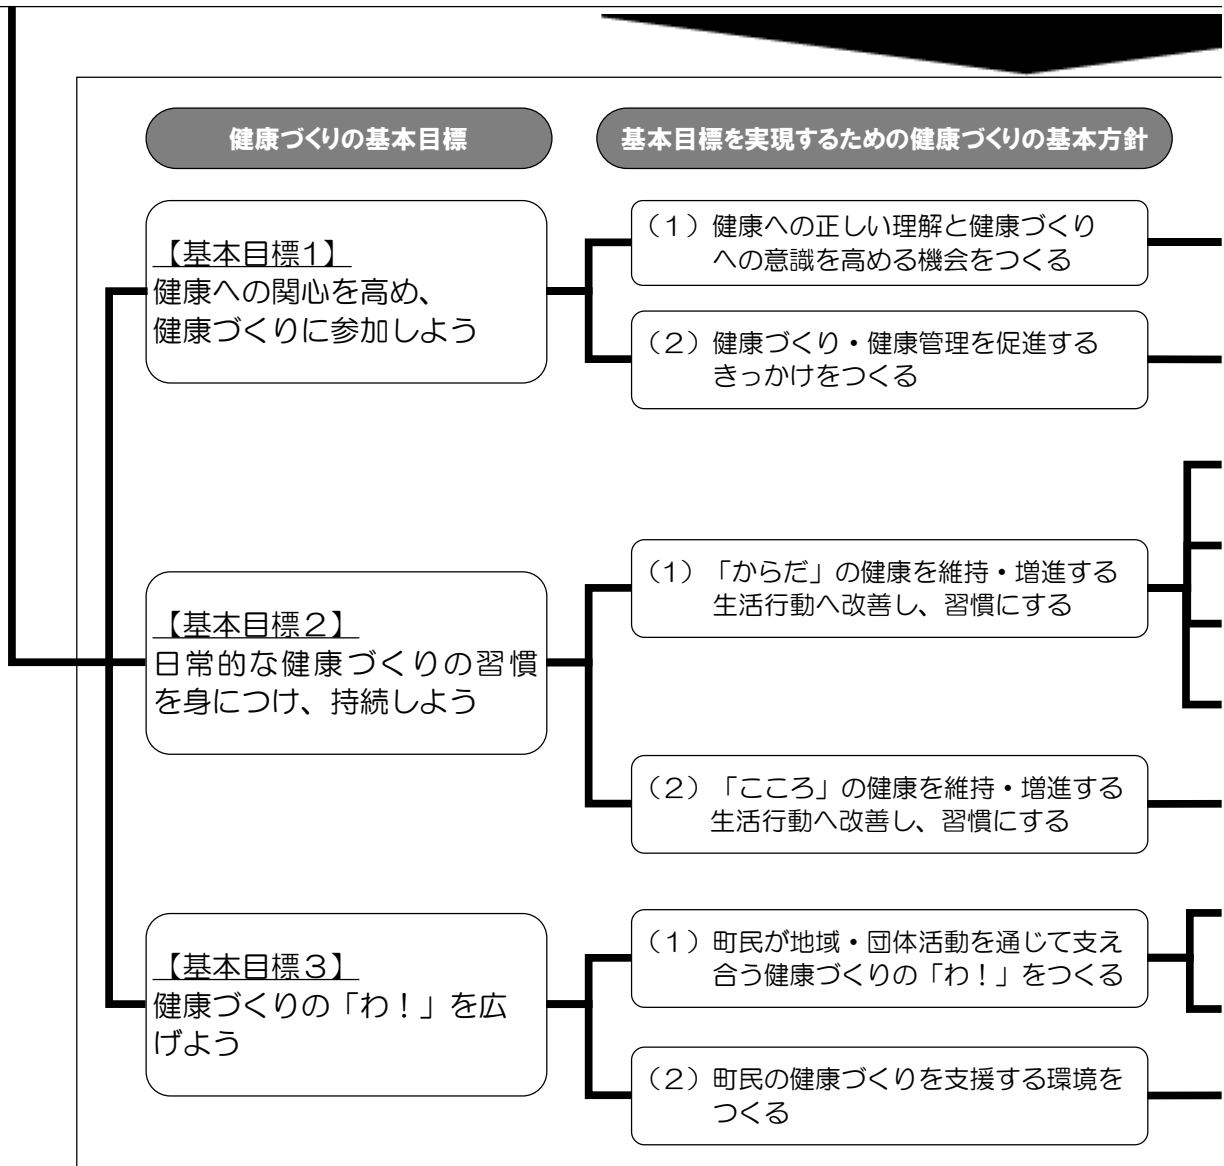 健康づくりの基本目標
基本目標を実現するための健康づくりの基本方針
【基本目標1】
健康への関心を高め、
健康づくりに参加しよう
（1）健康への正しい理解と健康づくり
への意識を高める機会をつくる
（2）健康づくり・健康管理を促進する
きっかけをつくる
【基本目標２】
日常的な健康づくりの習慣
を身につけ、持続しよう
（1）「からだ」の健康を維持・増進する
生活行動へ改善し、習慣にする
（2）「こころ」の健康を維持・増進する
生活行動へ改善し、習慣にする
【基本目標３】
健康づくりの「わ！」を広
げよう
（1）町民が地域・団体活動を通じて支え
合う健康づくりの「わ！」をつくる
（2）町民の健康づくりを支援する環境を
つくる